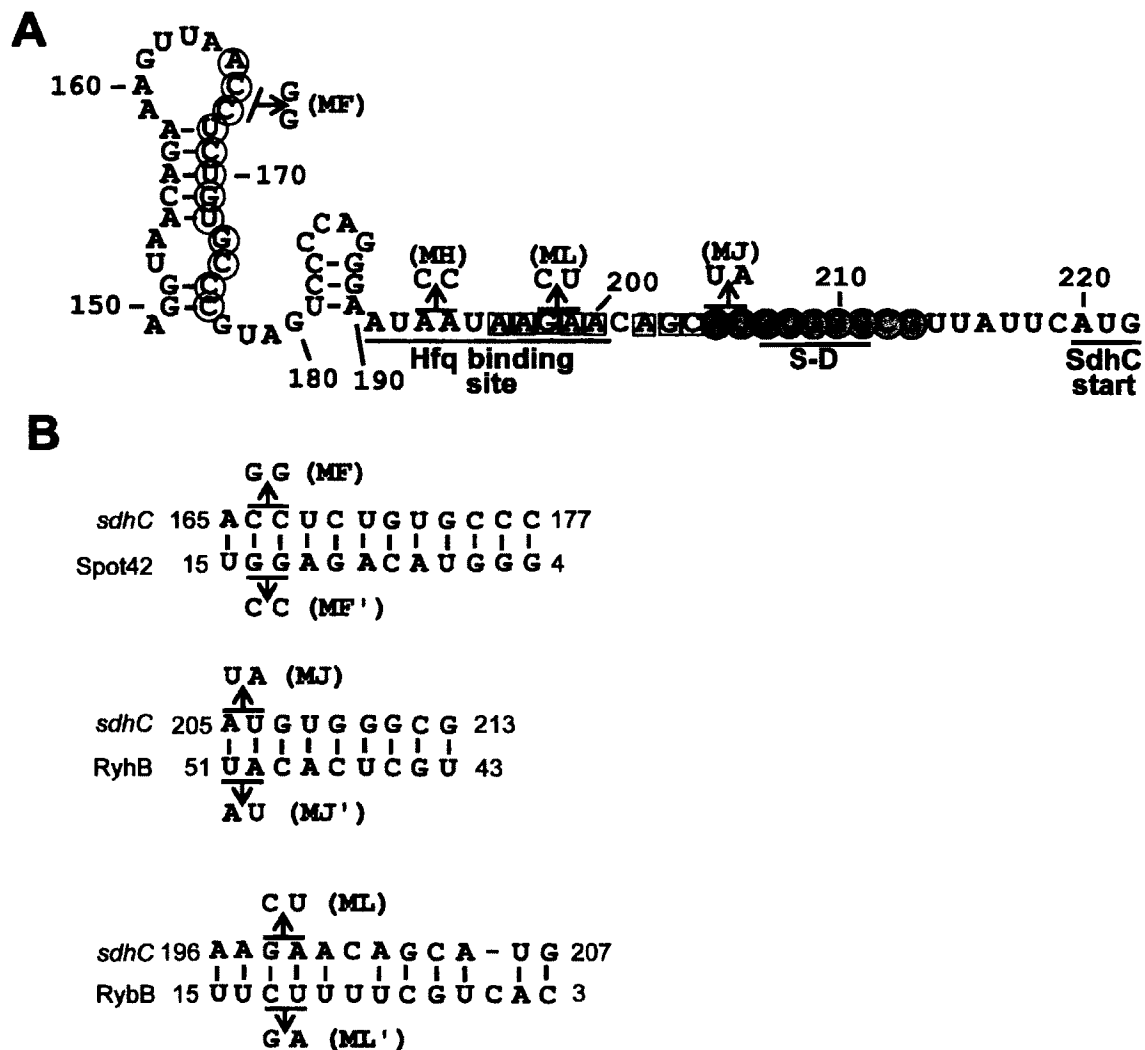 A
U U A
G A
160 – A C G
A C G (MF)
A – U
G – C
A – U – 170
C – G
A – U
A G
U C
G C
150 – G C
A G U A G
C C A
C G
C – G
C – G
U – A
180 190
(MH) (ML) (MJ)
C C C U U A
200 210 220
A U A A U A A G A A C A G C U U A U U C A U G
Hfq binding site
S-D
SdhC start
B
G G (MF)
sdhC 165 A C C U C U G U G C C C 177
Spot42 15 U G G A G A C A U G G G 4
C C (MF')
U A (MJ)
sdhC 205 A U G U G G G C G 213
RyhB 51 U A C A C U C G U 43
A U (MJ')
C U (ML)
sdhC 196 A A G A A C A G C A - U G 207
RybB 15 U U C U U U U C G U C A C 3
G A (ML')